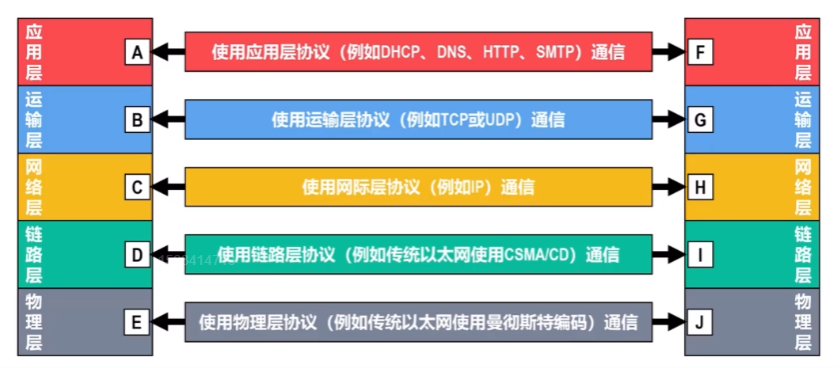 应用层 A 使用应用层协议（例如DHCP、DNS、HTTP、SMTP）通信 F 应用层
运输层 B 使用运输层协议（例如TCP或UDP）通信 G 运输层
网络层 C 使用网际层协议（例如IP）通信 H 网络层
链路层 D 使用链路层协议（例如传统以太网使用CSMA/CD）通信 I 链路层
物理层 E 使用物理层协议（例如传统以太网使用曼彻斯特编码）通信 J 物理层